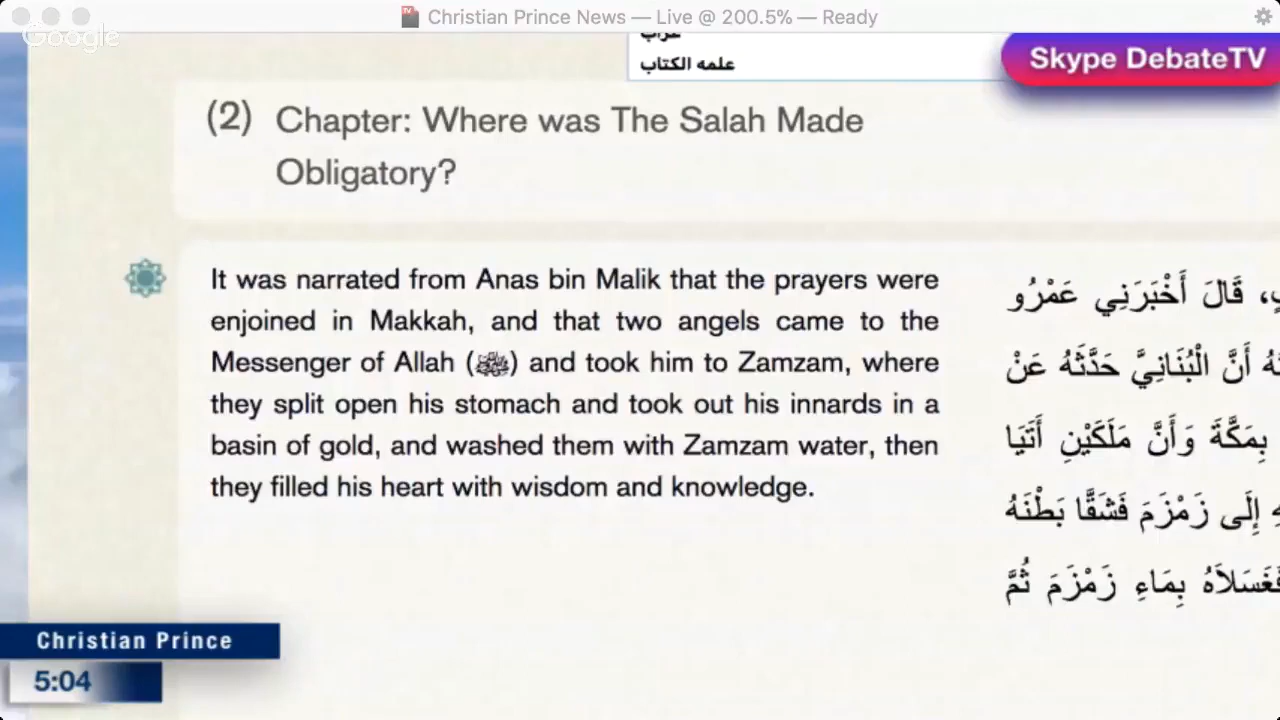 Christian Prince News — Live @ 200.5% — Ready
Google
علمه الكتاب
Skype DebateTV
(2) Chapter: Where was The Salah Made
Obligatory?
It was narrated from Anas bin Malik that the prayers were
enjoined in Makkah, and that two angels came to the
Messenger of Allah (ﷺ) and took him to Zamzam, where
they split open his stomach and took out his innards in a
basin of gold, and washed them with Zamzam water, then
they filled his heart with wisdom and knowledge.
قَالَ أَخْبَرَنِي عَمْرُو
أَنَّ الْبُنَانِيَّ حَدَّثَهُ عَنْ
بِمَكَّةَ وَأَنَّ مَلَكَيْنِ أَتَيَا
إِلَى زَمْزَمَ فَشَقَّا بَطْنَهُ
فَغَسَلاَهُ بِمَاءِ زَمْزَمَ ثُمَّ
Christian Prince
5:04